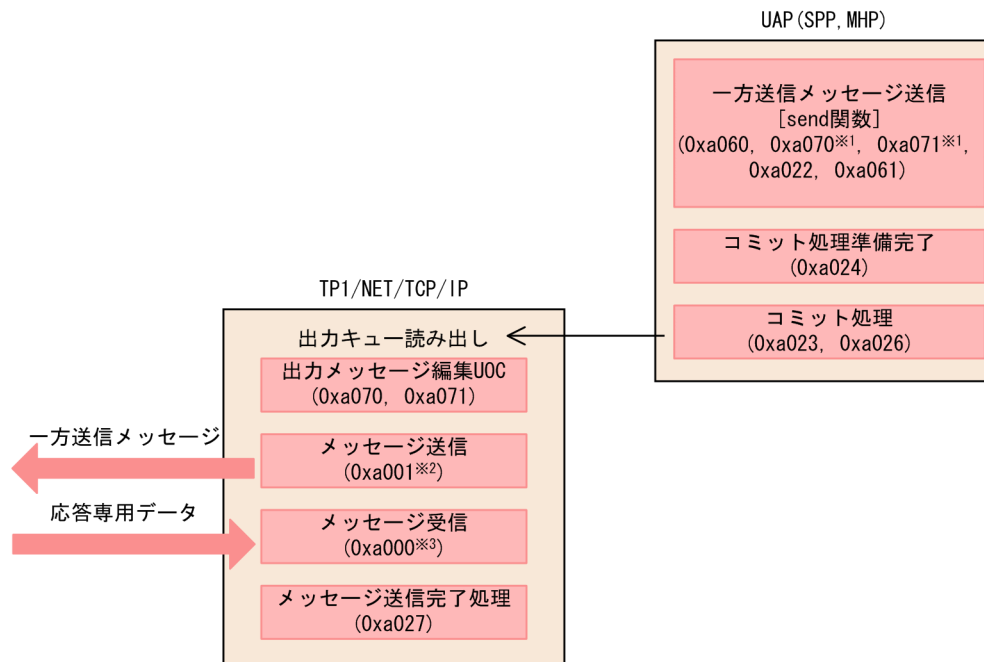 UAP(SPP,MHP)
一方送信メッセージ送信
[send関数]
(0xa060, 0xa070※1, 0xa071※1,
0xa022, 0xa061)
コミット処理準備完了
(0xa024)
コミット処理
(0xa023, 0xa026)
TP1/NET/TCP/IP
出力キュー読み出し
出力メッセージ編集UOC
(0xa070, 0xa071)
一方送信メッセージ
メッセージ送信
(0xa001※2)
応答専用データ
メッセージ受信
(0xa000※3)
メッセージ送信完了処理
(0xa027)